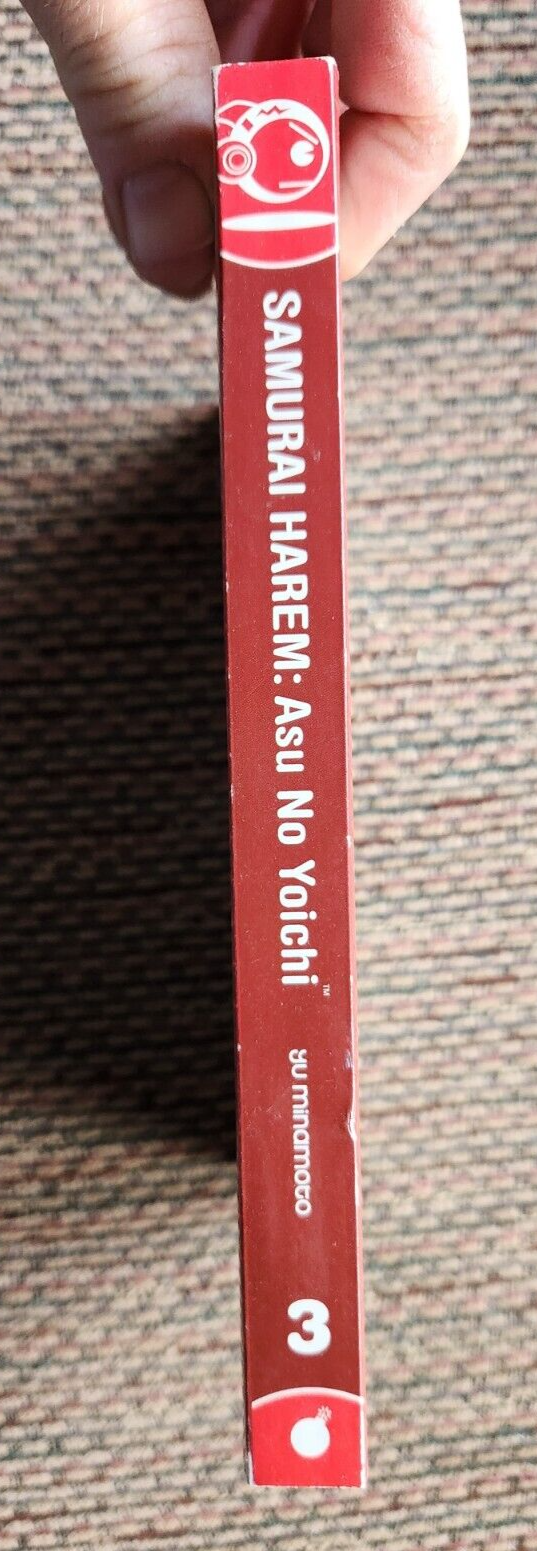 SAMURAI HAREM: Asu No Yoichi™
yu minamoto
3